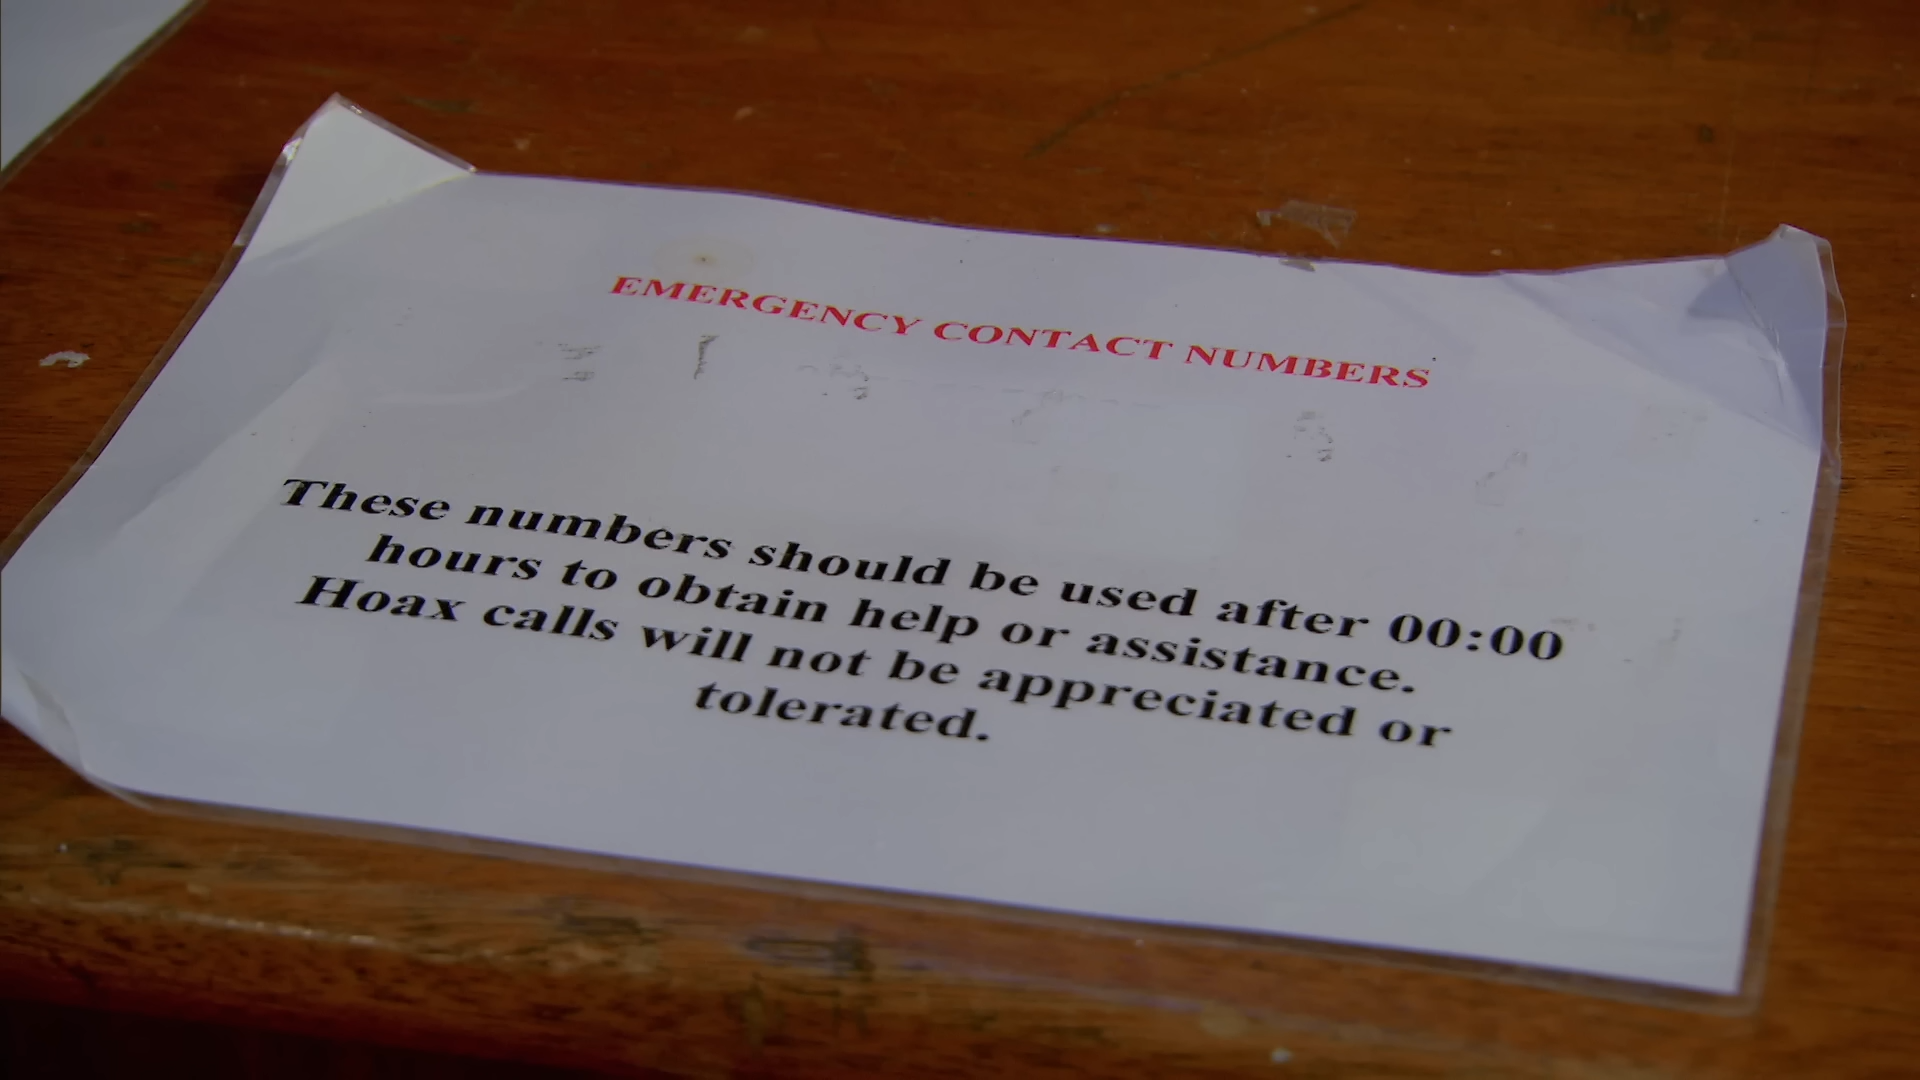 EMERGENCY CONTACT NUMBERS
These numbers should be used after 00:00
hours to obtain help or assistance.
Hoax calls will not be appreciated or
tolerated.